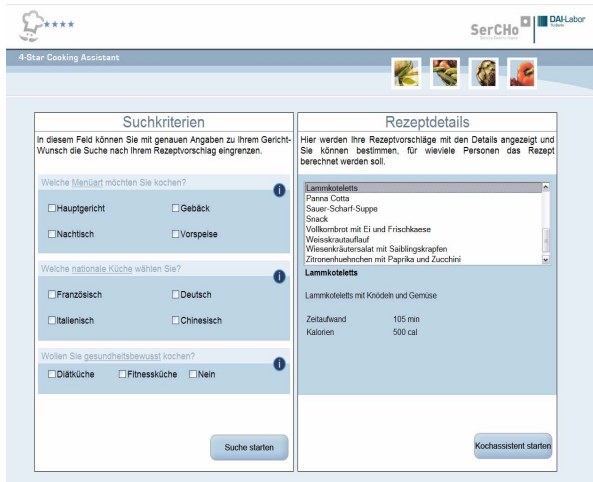 SerCHo
DAI-Labor
4-Star Cooking Assistant
Suchkriterien
In diesem Feld können Sie mit genauen Angaben zu Ihrem Gericht-
Wunsch die Suche nach Ihrem Rezeptvorschlag eingrenzen.
Welche Menüart möchten Sie kochen?
Hauptgericht
Gebäck
Nachtisch
Vorspeise
Welche nationale Küche wählen Sie?
Französisch
Deutsch
Italienisch
Chinesisch
Wollen Sie gesundheitsbewusst kochen?
Diätküche
Fitnessküche
Nein
Suche starten
Rezeptdetails
Hier werden Ihre Rezeptvorschläge mit den Details angezeigt und
Sie können bestimmen, für wieviele Personen das Rezept
berechnet werden soll.
Lammkoteletts
Panna Cotta
Sauer-Scharf-Suppe
Snack
Vollkornbrot mit Ei und Frischkaese
Weisskrautauflauf
Wiesenkräutersalat mit Saiblingskrapfen
Zitronenhuehnchen mit Paprika und Zucchini
Lammkoteletts
Lammkoteletts mit Knödeln und Gemüse
Zeitaufwand 105 min
Kalorien 500 cal
Kochassistent starten